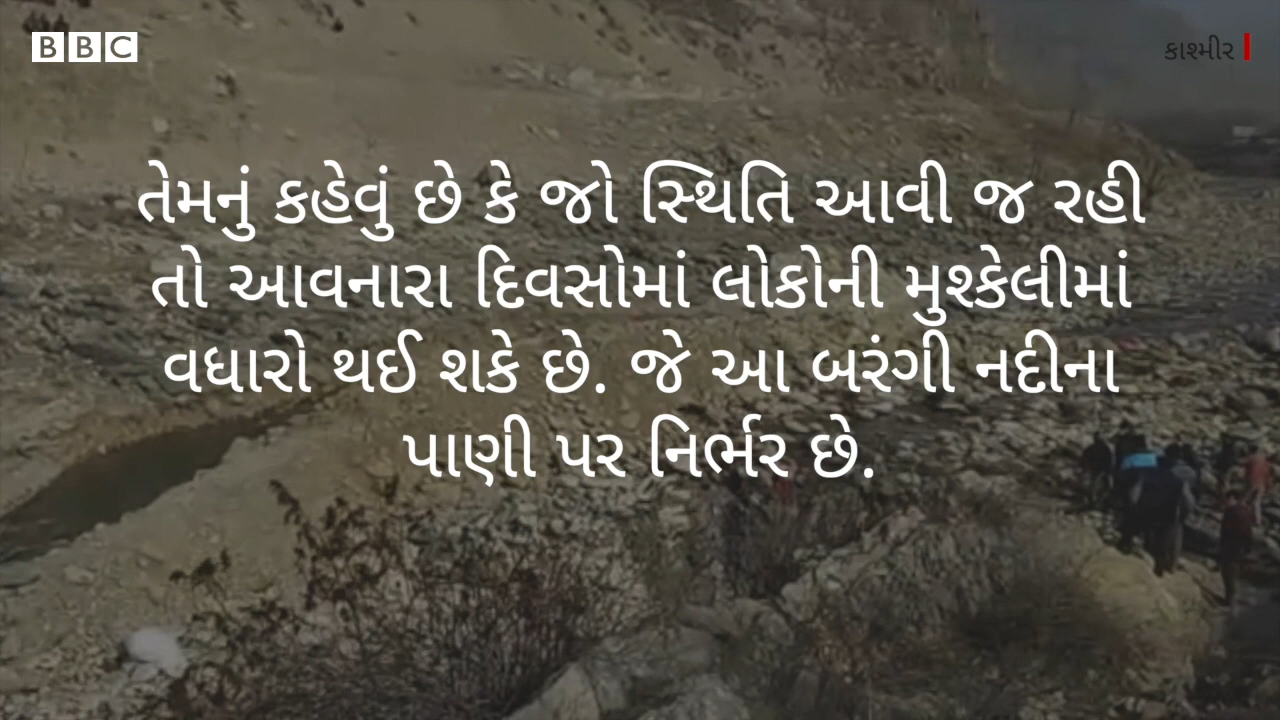 BBC
કાશ્મીર
તેમનું કહેવું છે કે જો સ્થિતિ આવી જ રહી
તો આવનારા દિવસોમાં લોકોની મુશ્કેલીમાં
વધારો થઈ શકે છે. જે આ બરંગી નદીના
પાણી પર નિર્ભર છે.